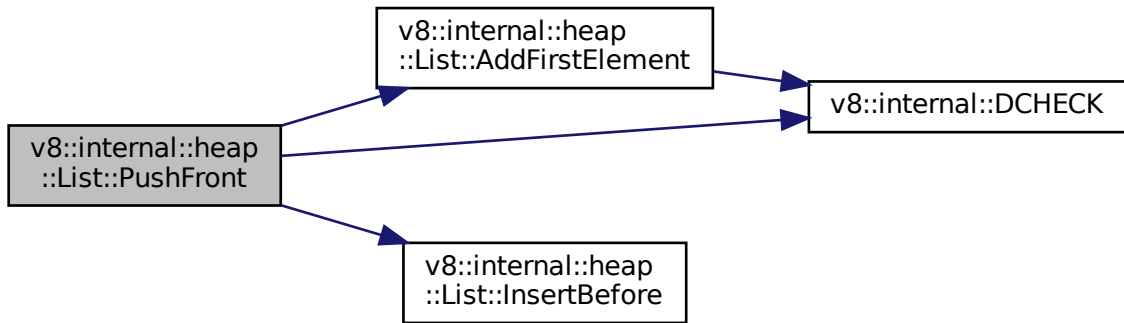 v8::internal::heap
::List::PushFront
v8::internal::heap
::List::AddFirstElement
v8::internal::DCHECK
v8::internal::heap
::List::InsertBefore